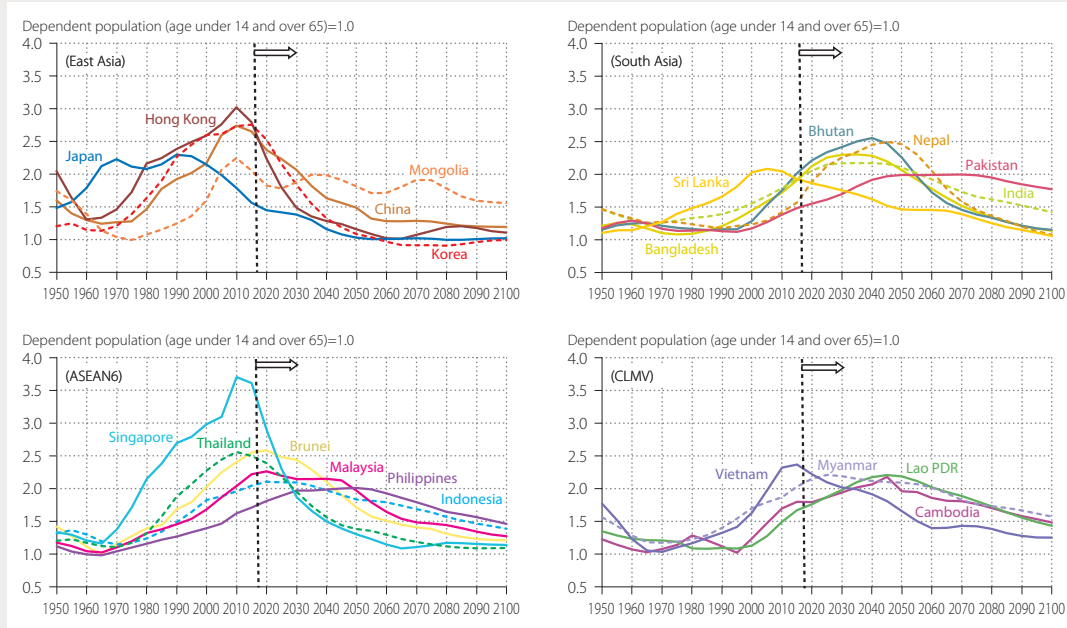 Dependent population (age under 14 and over 65)=1.0
4.0
(East Asia)
3.5
3.0
Hong Kong
2.5
Japan
Mongolia
2.0
China
1.5
1.0
Korea
0.5
1950 1960 1970 1980 1990 2000 2010 2020 2030 2040 2050 2060 2070 2080 2090 2100
Dependent population (age under 14 and over 65)=1.0
4.0
(South Asia)
3.5
3.0
Bhutan
Nepal
2.5
Pakistan
Sri Lanka
2.0
India
1.5
Bangladesh
1.0
0.5
1950 1960 1970 1980 1990 2000 2010 2020 2030 2040 2050 2060 2070 2080 2090 2100
Dependent population (age under 14 and over 65)=1.0
4.0
(ASEAN6)
3.5
3.0
Singapore
Thailand
Brunei
2.5
Malaysia
Philippines
2.0
Indonesia
1.5
1.0
0.5
1950 1960 1970 1980 1990 2000 2010 2020 2030 2040 2050 2060 2070 2080 2090 2100
Dependent population (age under 14 and over 65)=1.0
4.0
(CLMV)
3.5
3.0
2.5
Vietnam
Myanmar
Lao PDR
2.0
Cambodia
1.5
1.0
0.5
1950 1960 1970 1980 1990 2000 2010 2020 2030 2040 2050 2060 2070 2080 2090 2100